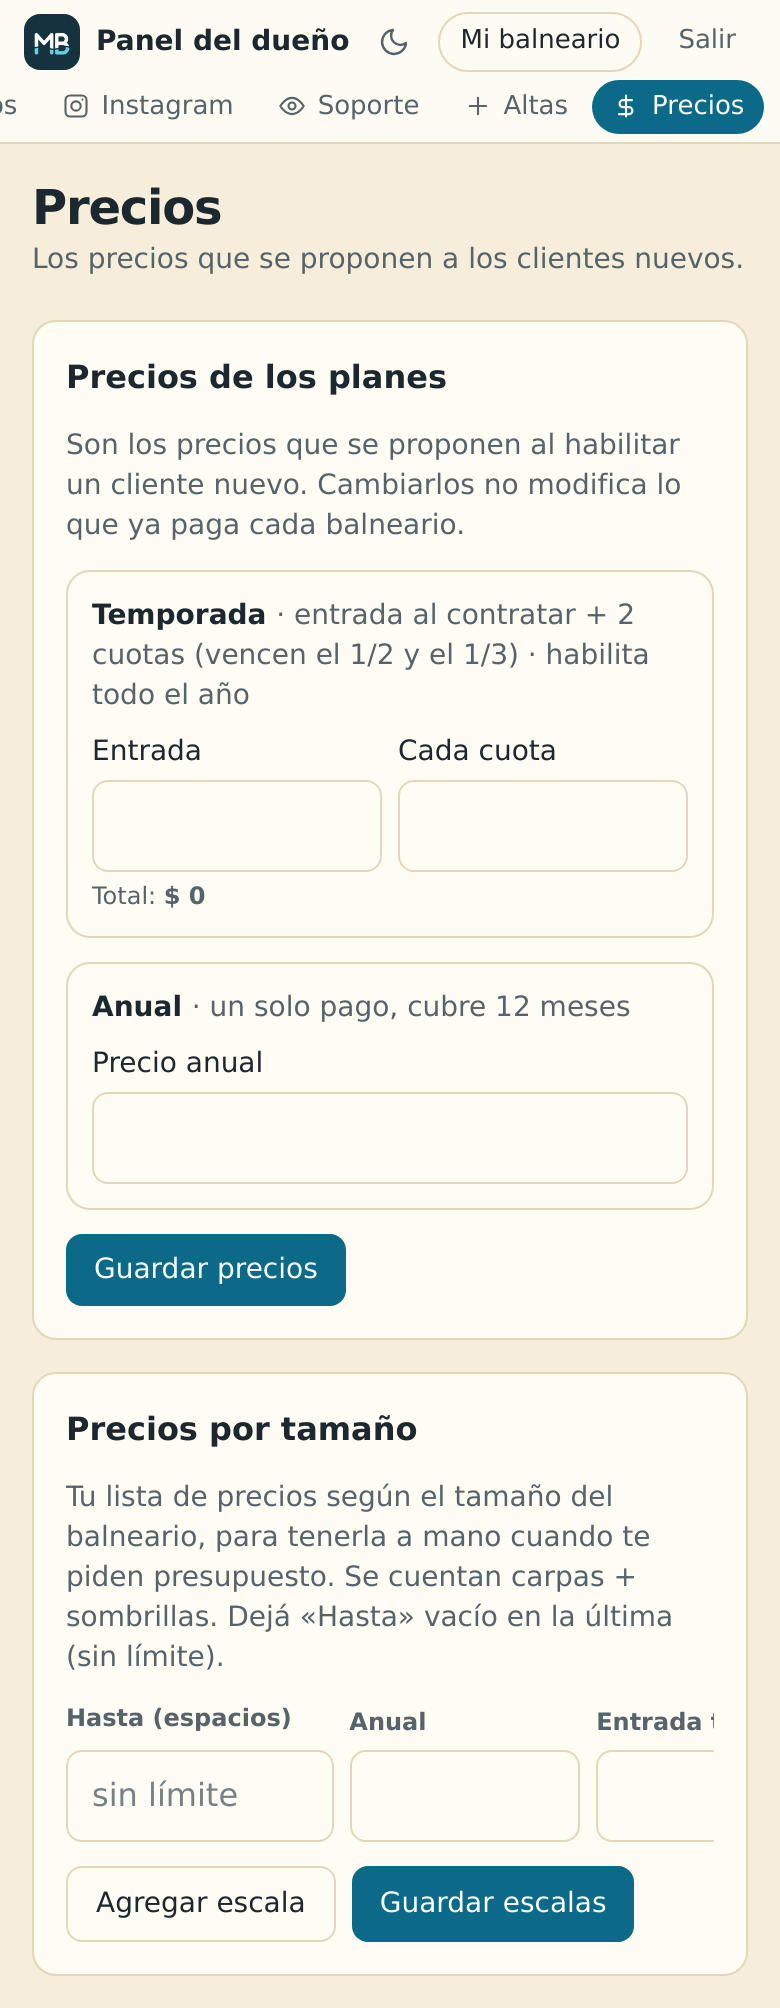 MB Panel del dueño Mi balneario Salir
os Instagram Soporte Altas Precios
Precios
Los precios que se proponen a los clientes nuevos.
Precios de los planes
Son los precios que se proponen al habilitar
un cliente nuevo. Cambiarlos no modifica lo
que ya paga cada balneario.
Temporada · entrada al contratar + 2
cuotas (vencen el 1/2 y el 1/3) · habilita
todo el año
Entrada Cada cuota
Total: $ 0
Anual · un solo pago, cubre 12 meses
Precio anual
Guardar precios
Precios por tamaño
Tu lista de precios según el tamaño del
balneario, para tenerla a mano cuando te
piden presupuesto. Se cuentan carpas +
sombrillas. Dejá «Hasta» vacío en la última
(sin límite).
Hasta (espacios) Anual Entrada
sin límite
Agregar escala Guardar escalas